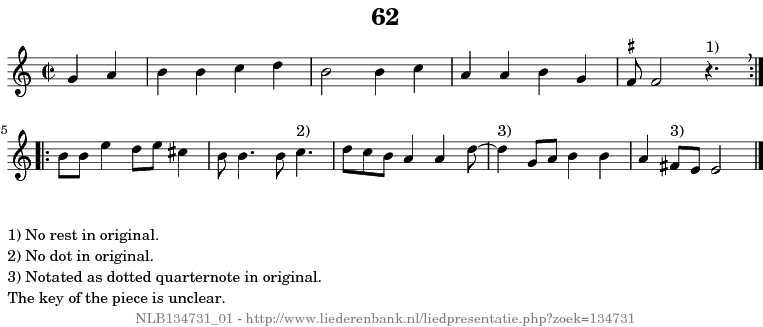 62
1)
5
2)
3)
3)
1) No rest in original.
2) No dot in original.
3) Notated as dotted quarternote in original.
The key of the piece is unclear.
NLB134731_01 - http://www.liederenbank.nl/liedpresentatie.php?zoek=134731